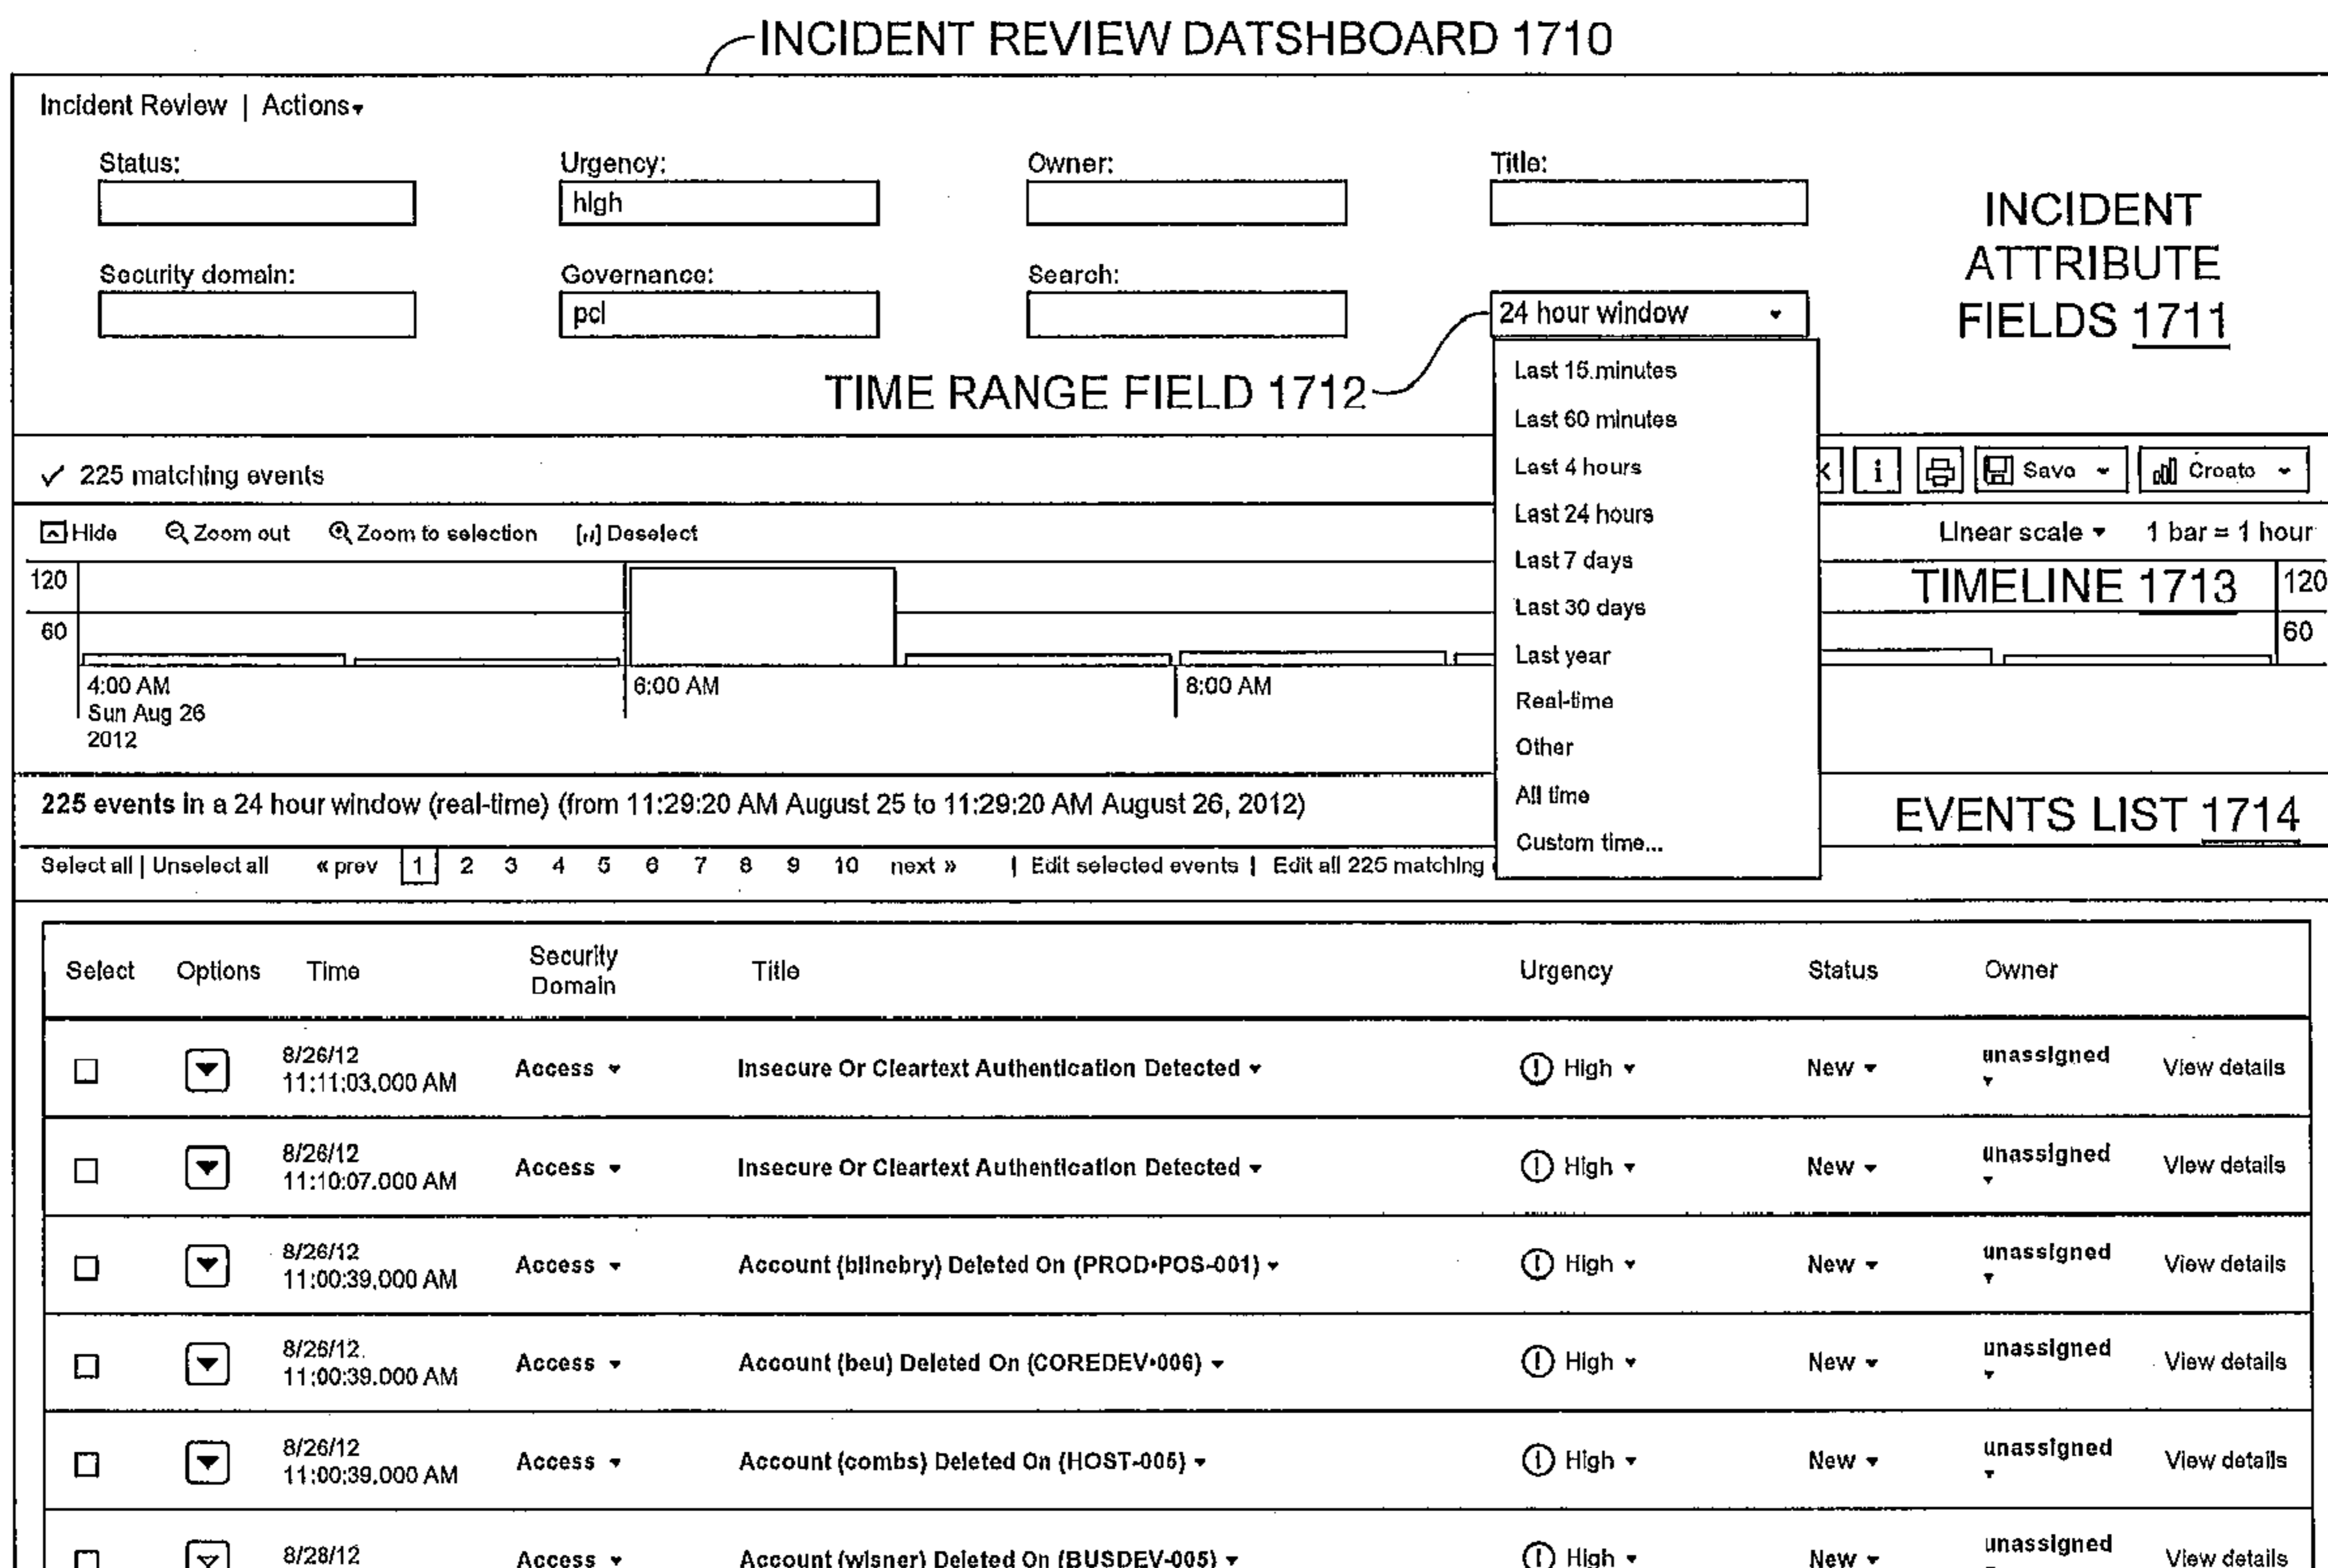 INCIDENT REVIEW DATSHBOARD 1710
Incident Review | Actions
Status:
Urgency:
high
Owner:
Title:
INCIDENT
ATTRIBUTE
FIELDS 1711
Security domain:
Governance:
pci
Search:
24 hour window
TIME RANGE FIELD 1712
Last 15 minutes
Last 60 minutes
Last 4 hours
Last 24 hours
Last 7 days
Last 30 days
Last year
Real-time
Other
All time
Custom time...
✓ 225 matching events
i Save Create
Hide Zoom out Zoom to selection Deselect
Linear scale 1 bar = 1 hour
120
60
TIMELINE 1713
120
60
4:00 AM
Sun Aug 26
2012
6:00 AM
8:00 AM
225 events in a 24 hour window (real-time) (from 11:29:20 AM August 25 to 11:29:20 AM August 26, 2012)
EVENTS LIST 1714
Select all | Unselect all « prev 1 2 3 4 5 6 7 8 9 10 next » | Edit selected events | Edit all 225 matching
Select Options Time Security Domain Title Urgency Status Owner
8/26/12 11:11:03.000 AM Access Insecure Or Cleartext Authentication Detected High New unassigned View details
8/26/12 11:10:07.000 AM Access Insecure Or Cleartext Authentication Detected High New unassigned View details
8/26/12 11:00:39.000 AM Access Account (blinebry) Deleted On (PROD-POS-001) High New unassigned View details
8/26/12 11:00:39.000 AM Access Account (beu) Deleted On (COREDEV-006) High New unassigned View details
8/26/12 11:00:39.000 AM Access Account (combs) Deleted On (HOST-005) High New unassigned View details
8/28/12 Access Account (wisner) Deleted On (BUSDEV-005) High New unassigned View details